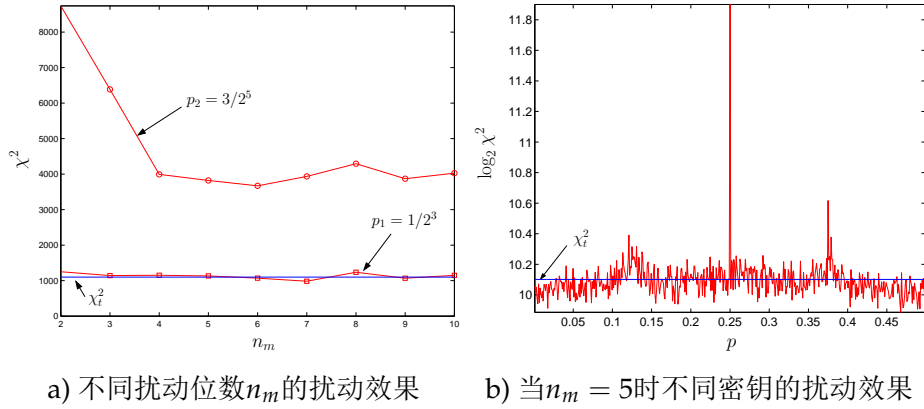 8000
7000
6000
5000
4000
3000
2000
1000
0
χ²
p₂ = 3/2⁵
p₁ = 1/2³
χ²ₜ
2 3 4 5 6 7 8 9 10
nₘ
11.8
11.6
11.4
11.2
11
10.8
10.6
10.4
10.2
10
log₂ χ²
χ²ₜ
0.05 0.1 0.15 0.2 0.25 0.3 0.35 0.4 0.45
p
a) 不同扰动位数nₘ的扰动效果
b) 当nₘ = 5时不同密钥的扰动效果